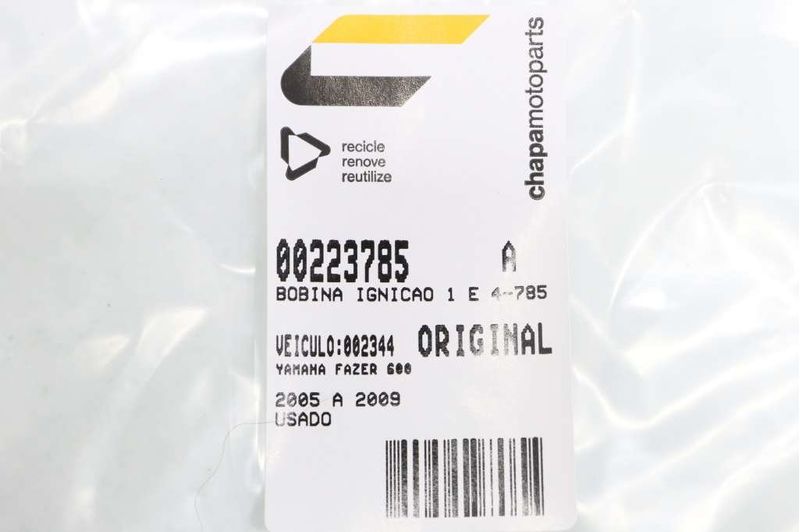 chapamotoparts
recicle
renove
reutilize
00223785 A
BOBINA IGNICAO 1 E 4-785
VEICULO:002344 ORIGINAL
YAMAHA FAZER 600
2005 A 2009
USADO